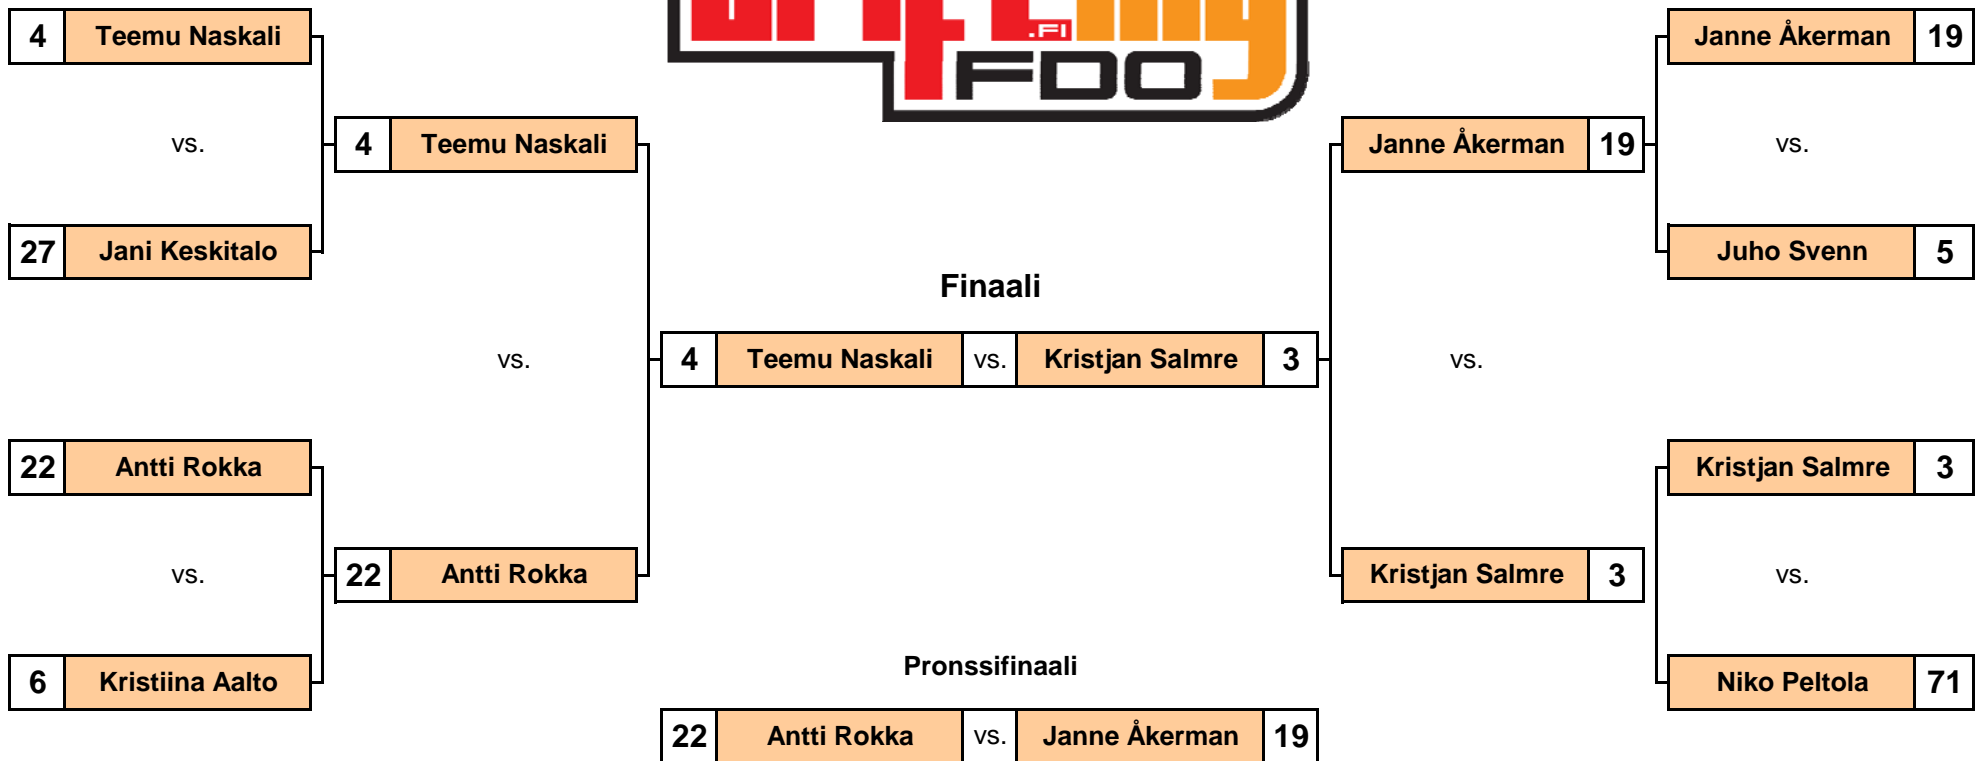 4 Teemu Naskali
vs.
27 Jani Keskitalo
22 Antti Rokka
vs.
6 Kristiina Aalto
4 Teemu Naskali
vs.
22 Antti Rokka
.FI
FDO
Finaali
4 Teemu Naskali vs. Kristjan Salmre 3
Pronssifinaali
22 Antti Rokka vs. Janne Åkerman 19
Janne Åkerman 19
vs.
Kristjan Salmre 3
Janne Åkerman 19
vs.
Juho Svenn 5
Kristjan Salmre 3
vs.
Niko Peltola 71